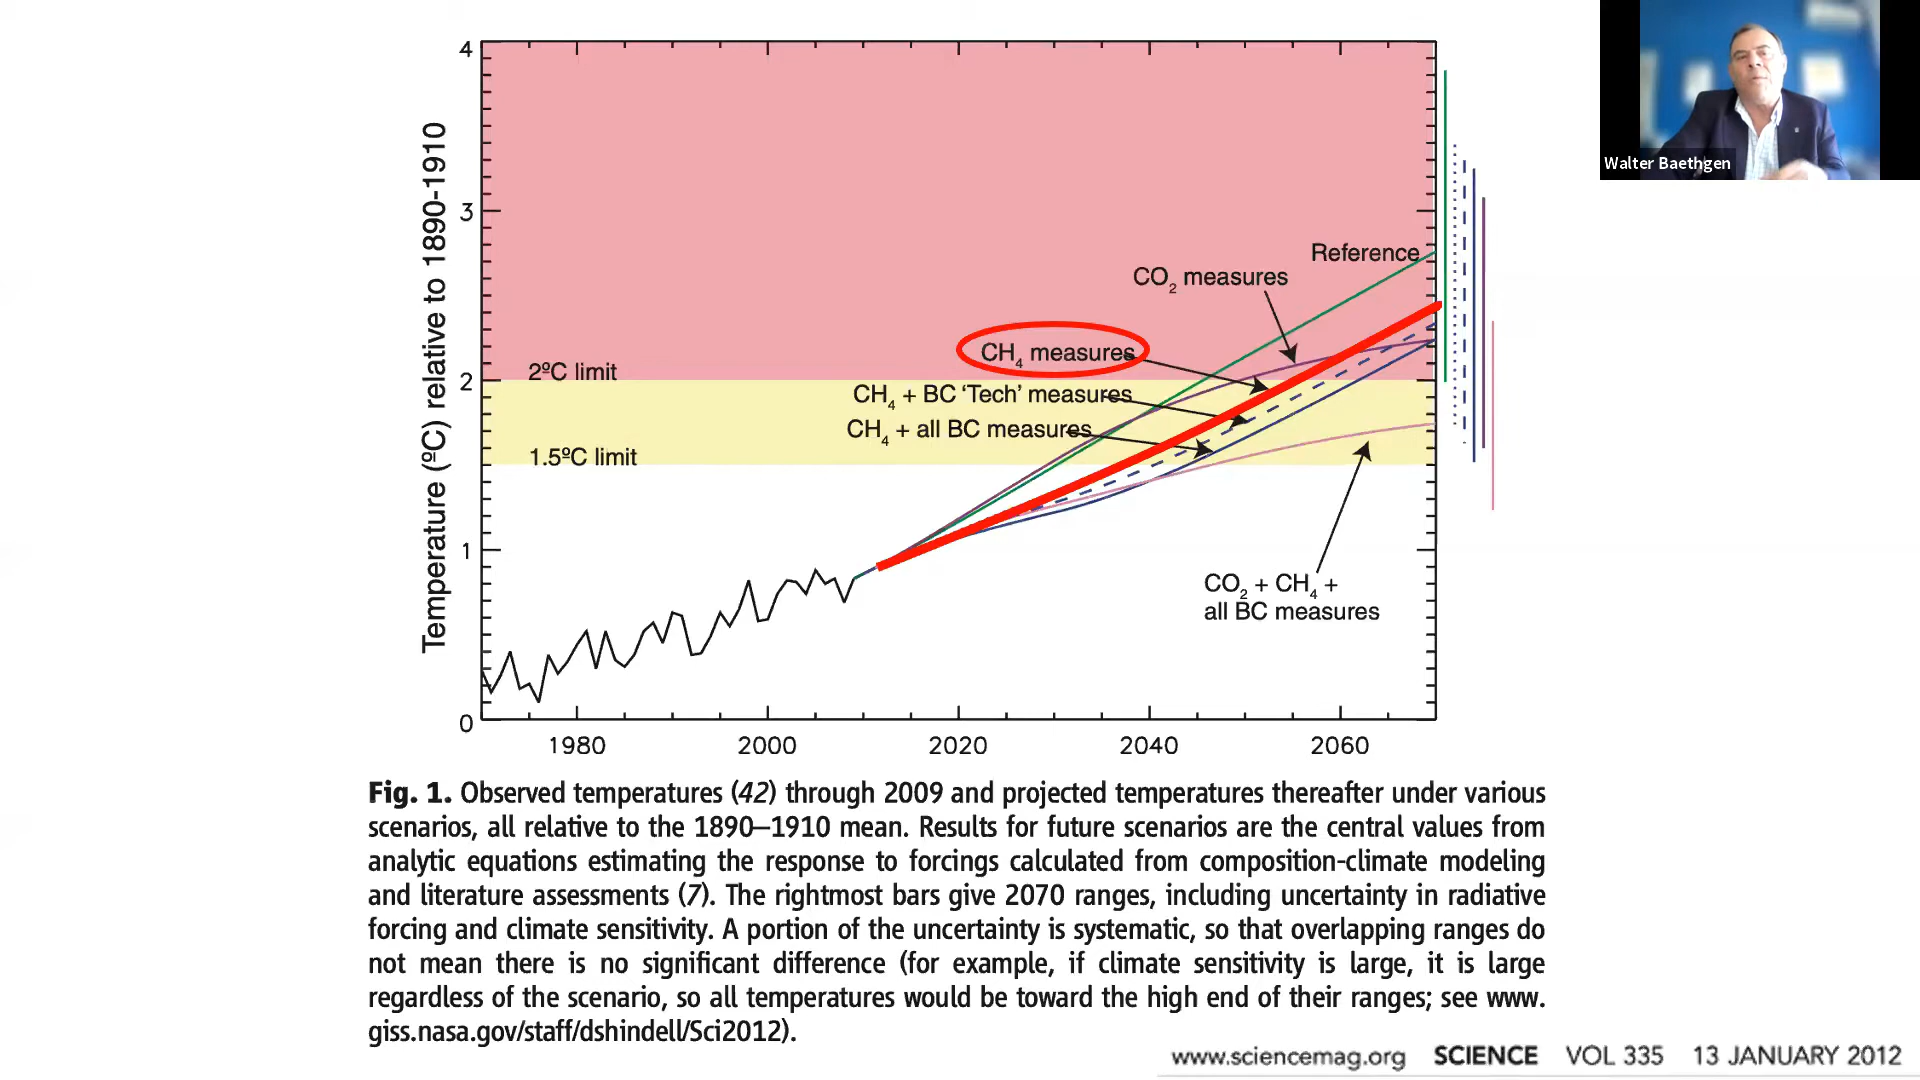 4
3
2
1
0
Temperature (ºC) relative to 1890-1910
Reference
CO2 measures
CH4 measures
2ºC limit
CH4 + BC ‘Tech’ measures
CH4 + all BC measures
1.5ºC limit
CO2 + CH4 +
all BC measures
1980 2000 2020 2040 2060
Walter Baethgen
Fig. 1. Observed temperatures (42) through 2009 and projected temperatures thereafter under various
scenarios, all relative to the 1890–1910 mean. Results for future scenarios are the central values from
analytic equations estimating the response to forcings calculated from composition-climate modeling
and literature assessments (7). The rightmost bars give 2070 ranges, including uncertainty in radiative
forcing and climate sensitivity. A portion of the uncertainty is systematic, so that overlapping ranges do
not mean there is no significant difference (for example, if climate sensitivity is large, it is large
regardless of the scenario, so all temperatures would be toward the high end of their ranges; see www.
giss.nasa.gov/staff/dshindell/Sci2012).
www.sciencemag.org SCIENCE VOL 335 13 JANUARY 2012